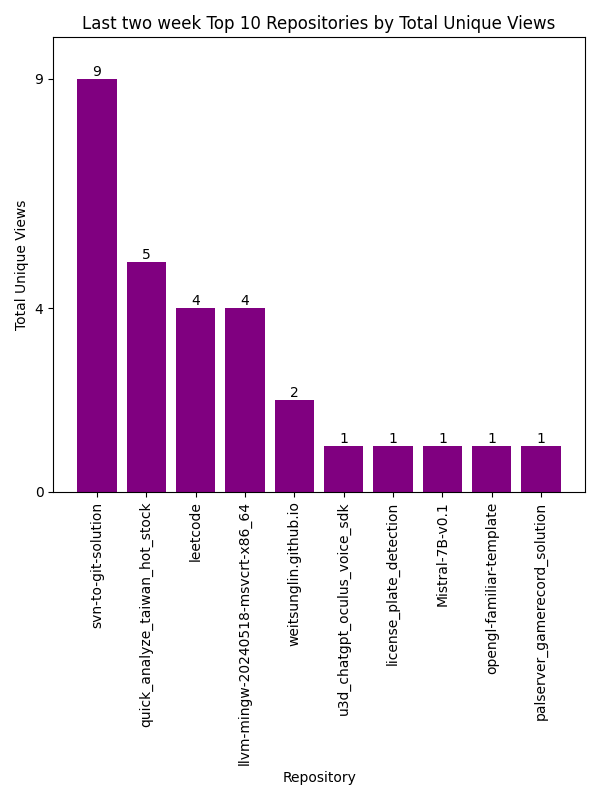 Last two week Top 10 Repositories by Total Unique Views
Total Unique Views
9
4
0
9
5
4
4
2
1
1
1
1
1
svn-to-git-solution
quick_analyze_taiwan_hot_stock
leetcode
llvm-mingw-20240518-msvcrt-x86_64
weitsunglin.github.io
u3d_chatgpt_oculus_voice_sdk
license_plate_detection
Mistral-7B-v0.1
opengl-familiar-template
palserver_gamerecord_solution
Repository